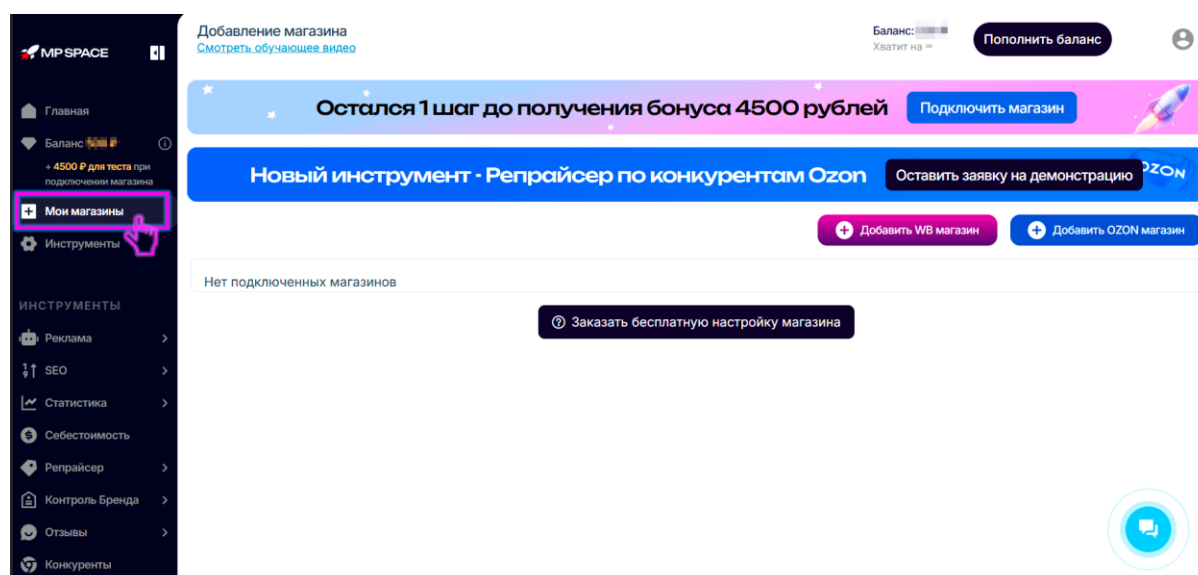 MP SPACE
Главная
Баланс
+ 4500 ₽ для теста при
подключении магазина
Мои магазины
Инструменты
ИНСТРУМЕНТЫ
Реклама
SEO
Статистика
Себестоимость
Репрайсер
Контроль Бренда
Отзывы
Конкуренты
Добавление магазина
Смотреть обучающее видео
Баланс:
Хватит на ∞
Пополнить баланс
Остался 1 шаг до получения бонуса 4500 рублей
Подключить магазин
Новый инструмент - Репрайсер по конкурентам Ozon
Оставить заявку на демонстрацию
OZON
Добавить WB магазин
Добавить OZON магазин
Нет подключенных магазинов
Заказать бесплатную настройку магазина